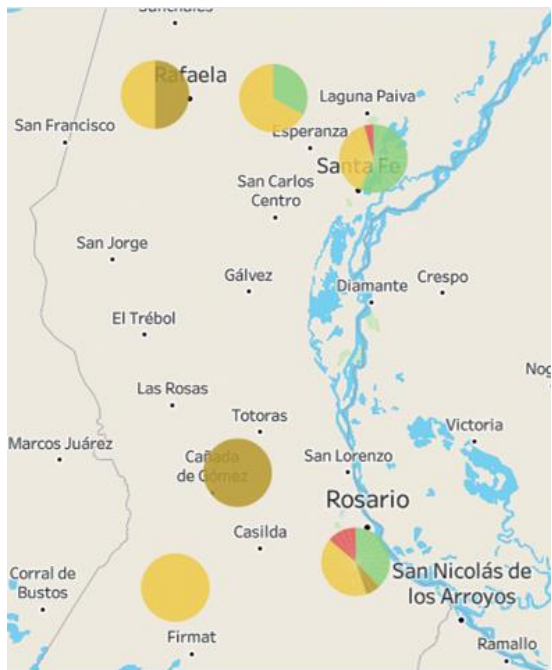 Rafaela
Laguna Paiva
San Francisco
Esperanza
Santa Fe
San Carlos
Centro
San Jorge
Gálvez
Crespo
Diamante
El Trébol
Nog
Las Rosas
Totoras
Victoria
Marcos Juárez
Cañada
de Gómez
San Lorenzo
Rosario
Casilda
San Nicolás de
los Arroyos
Corral de
Bustos
Firmat
Ramallo